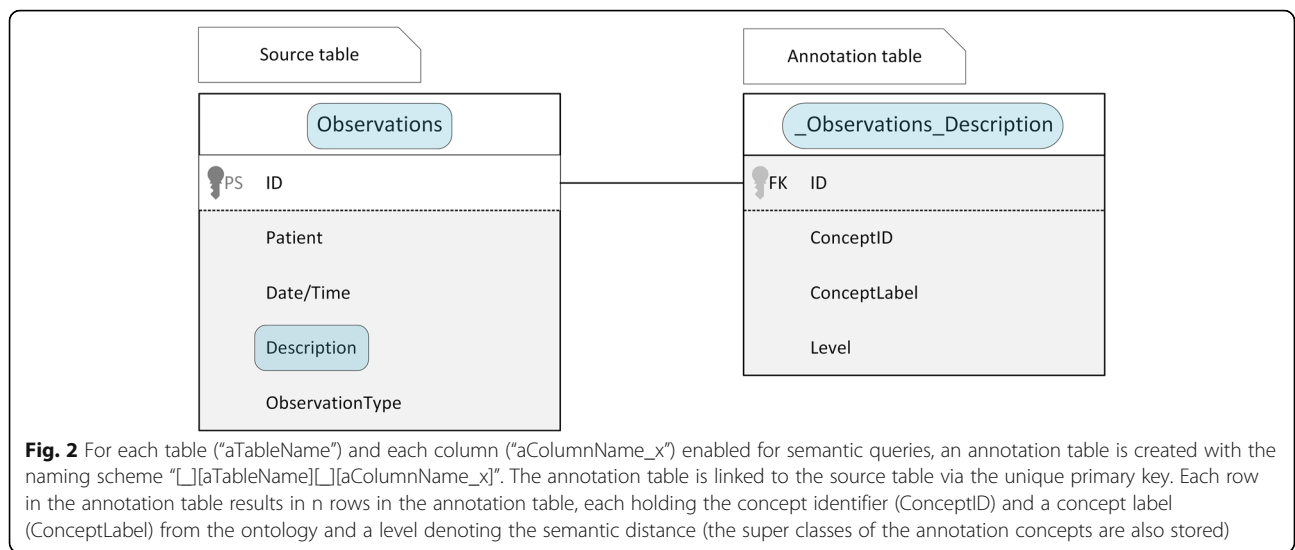 Source table
Annotation table
Observations
_Observations_Description
PS ID
FK ID
Patient
ConceptID
Date/Time
ConceptLabel
Description
Level
ObservationType
Fig. 2 For each table (“aTableName”) and each column (“aColumnName_x”) enabled for semantic queries, an annotation table is created with the
naming scheme “[_][aTableName][_][aColumnName_x]”. The annotation table is linked to the source table via the unique primary key. Each row
in the annotation table results in n rows in the annotation table, each holding the concept identifier (ConceptID) and a concept label
(ConceptLabel) from the ontology and a level denoting the semantic distance (the super classes of the annotation concepts are also stored)